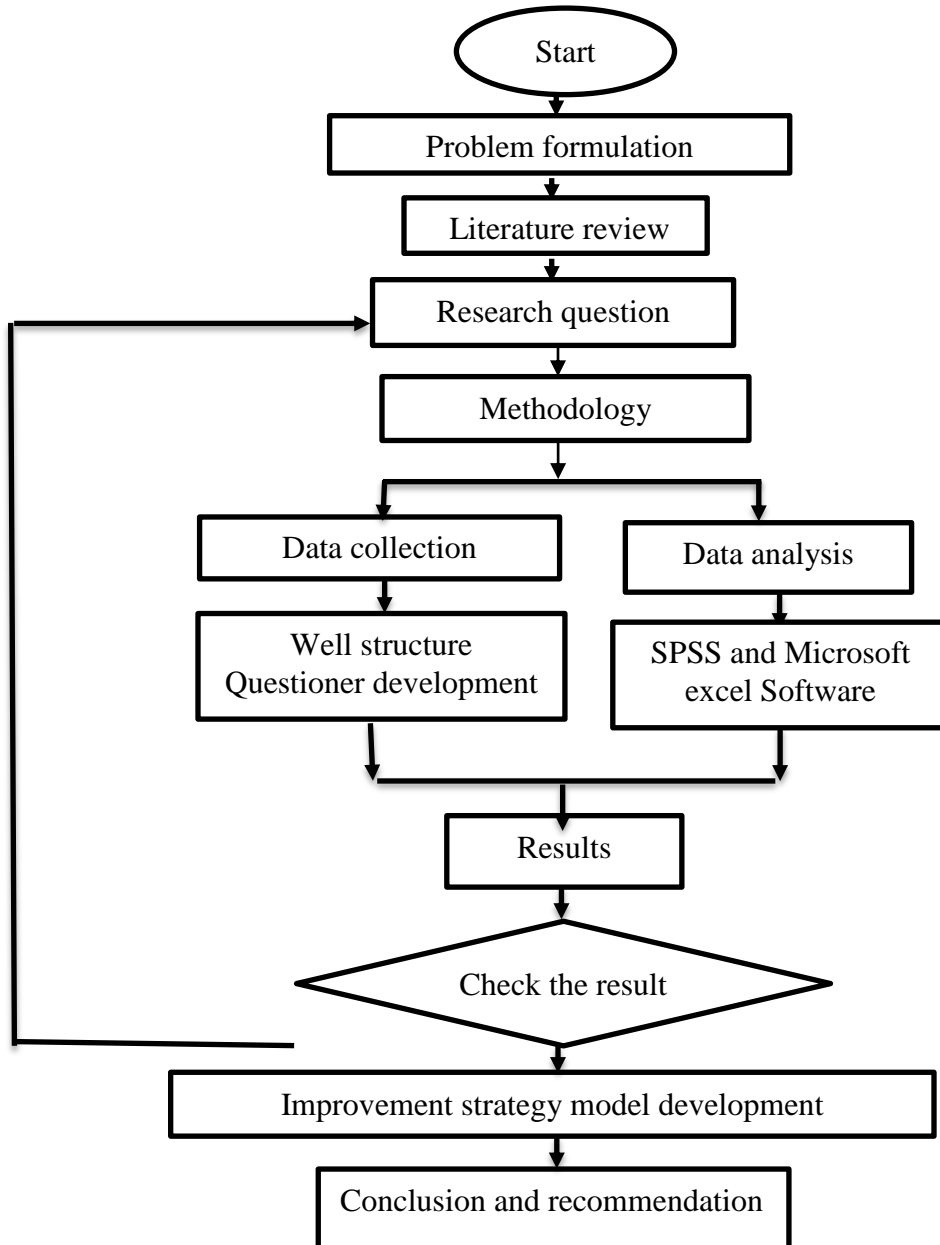 Start
Problem formulation
Literature review
Research question
Methodology
Data collection
Data analysis
Well structure
Questioner development
SPSS and Microsoft
excel Software
Results
Check the result
Improvement strategy model development
Conclusion and recommendation